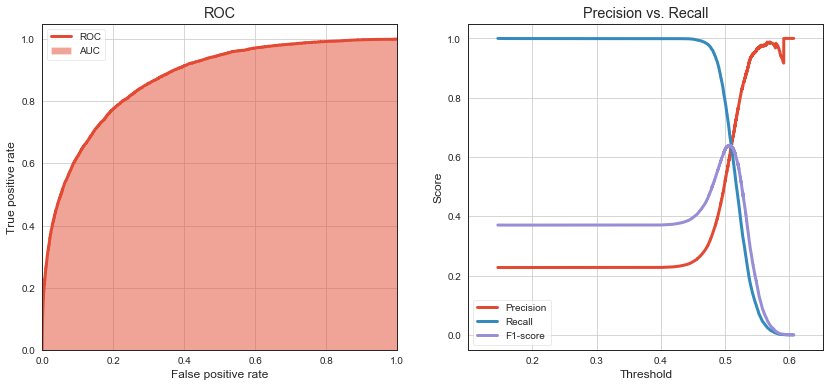 ROC
ROC
AUC
1.0
0.8
0.6
0.4
0.2
0.0
True positive rate
0.0 0.2 0.4 0.6 0.8 1.0
False positive rate
Precision vs. Recall
1.0
0.8
0.6
0.4
0.2
0.0
Score
Precision
Recall
F1-score
0.2 0.3 0.4 0.5 0.6
Threshold